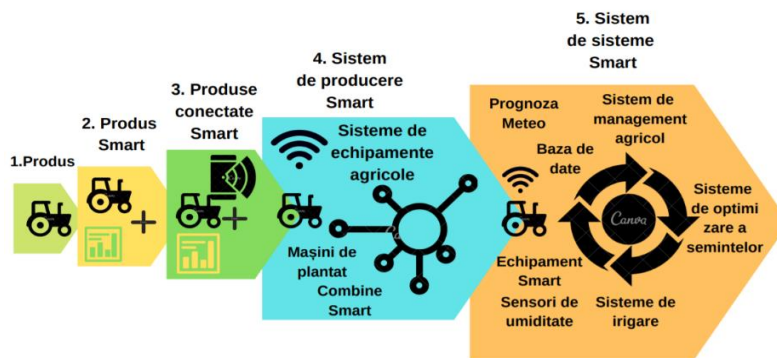 1.Produs
2. Produs
Smart
3. Produse
conectate
Smart
4. Sistem
de producere
Smart
Sisteme de
echipamente
agricole
Mașini de
plantat
Combine
Smart
5. Sistem
de sisteme
Smart
Prognoza
Meteo
Sistem de
management
agricol
Baza de
date
Sisteme
de optimi
zare a
semintelor
Canva
Echipament
Smart
Sensori de
umiditate
Sisteme de
irigare